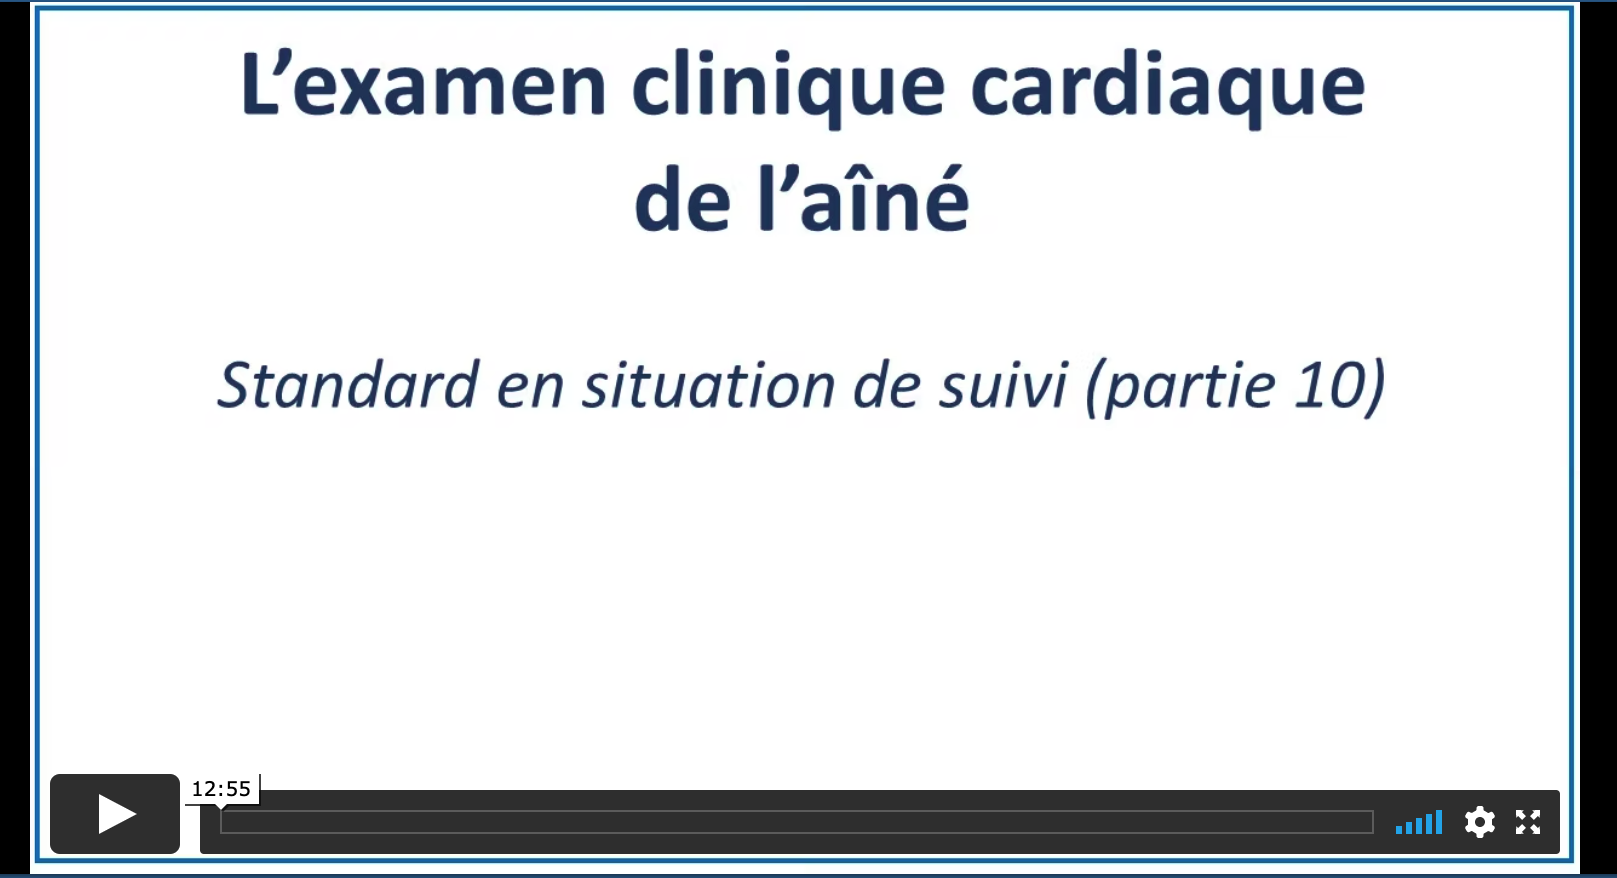 L’examen clinique cardiaque
de l’aîné
Standard en situation de suivi (partie 10)
12:55